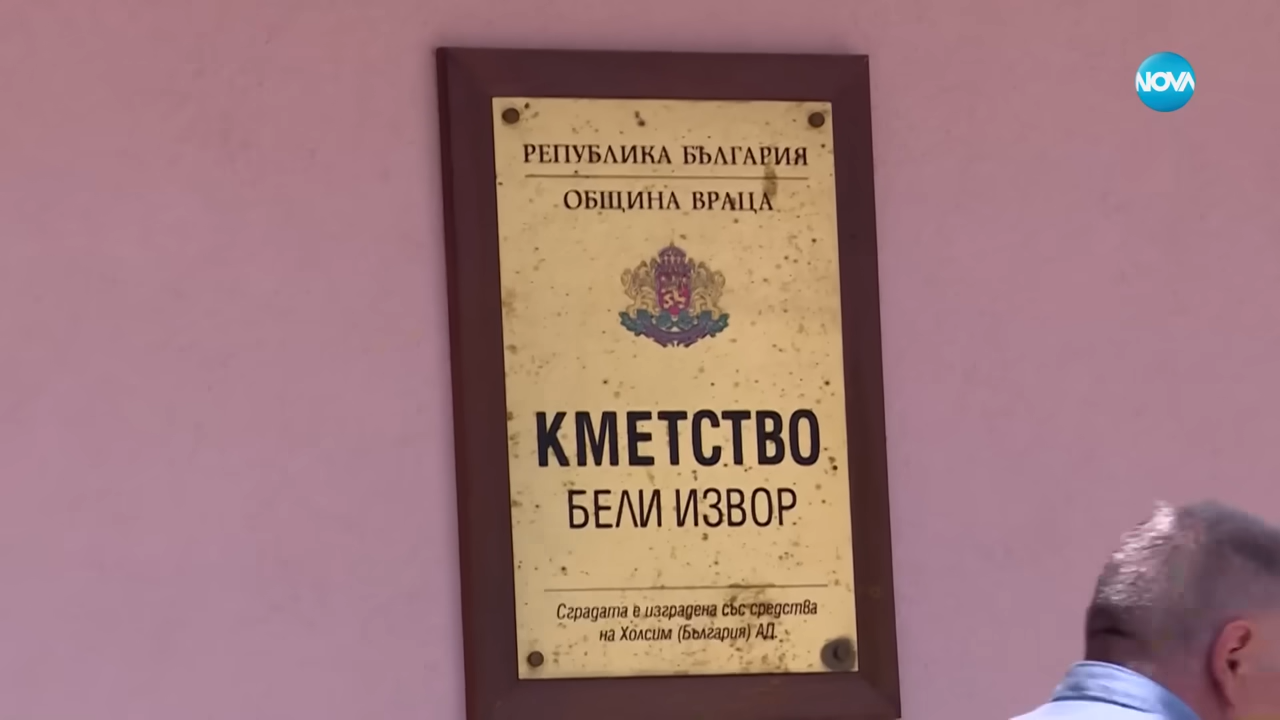 NOVA
РЕПУБЛИКА БЪЛГАРИЯ
ОБЩИНА ВРАЦА
КМЕТСТВО
БЕЛИ ИЗВОР
Сградата е изградена със средства
на Холсим (България) АД.